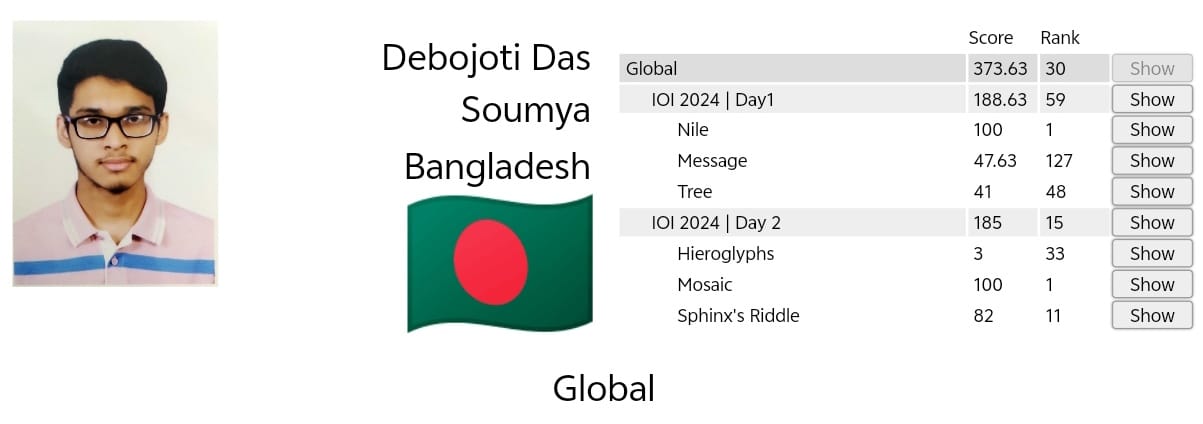 Debojoti Das
Soumya
Bangladesh
Score Rank
Global 373.63 30 Show
IOI 2024 | Day1 188.63 59 Show
Nile 100 1 Show
Message 47.63 127 Show
Tree 41 48 Show
IOI 2024 | Day 2 185 15 Show
Hieroglyphs 3 33 Show
Mosaic 100 1 Show
Sphinx's Riddle 82 11 Show
Global